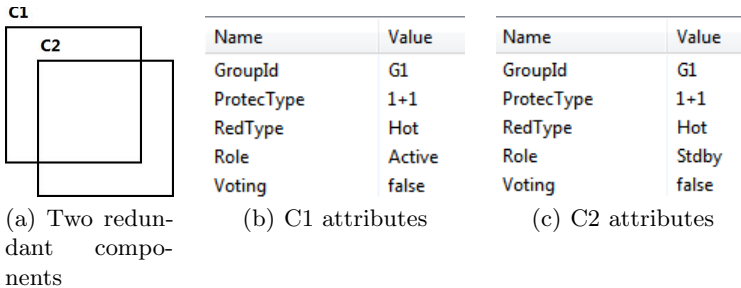 C1
C2
Name Value
GroupId G1
ProtecType 1+1
RedType Hot
Role Active
Voting false
Name Value
GroupId G1
ProtecType 1+1
RedType Hot
Role Stdby
Voting false
(a) Two redun-
dant compo-
nents
(b) C1 attributes
(c) C2 attributes